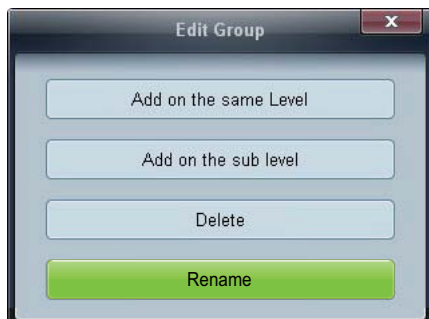 Edit Group
x
Add on the same Level
Add on the sub level
Delete
Rename